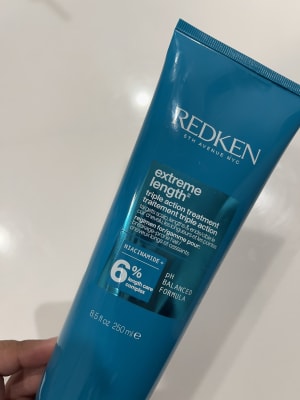 REDKEN
5TH AVENUE NYC
extreme
length®
triple action treatment
traitement triple action
NIACINAMIDE +
6%
length care
complex
pH
BALANCED
FORMULA
8.5 fl.oz. 250 ml e